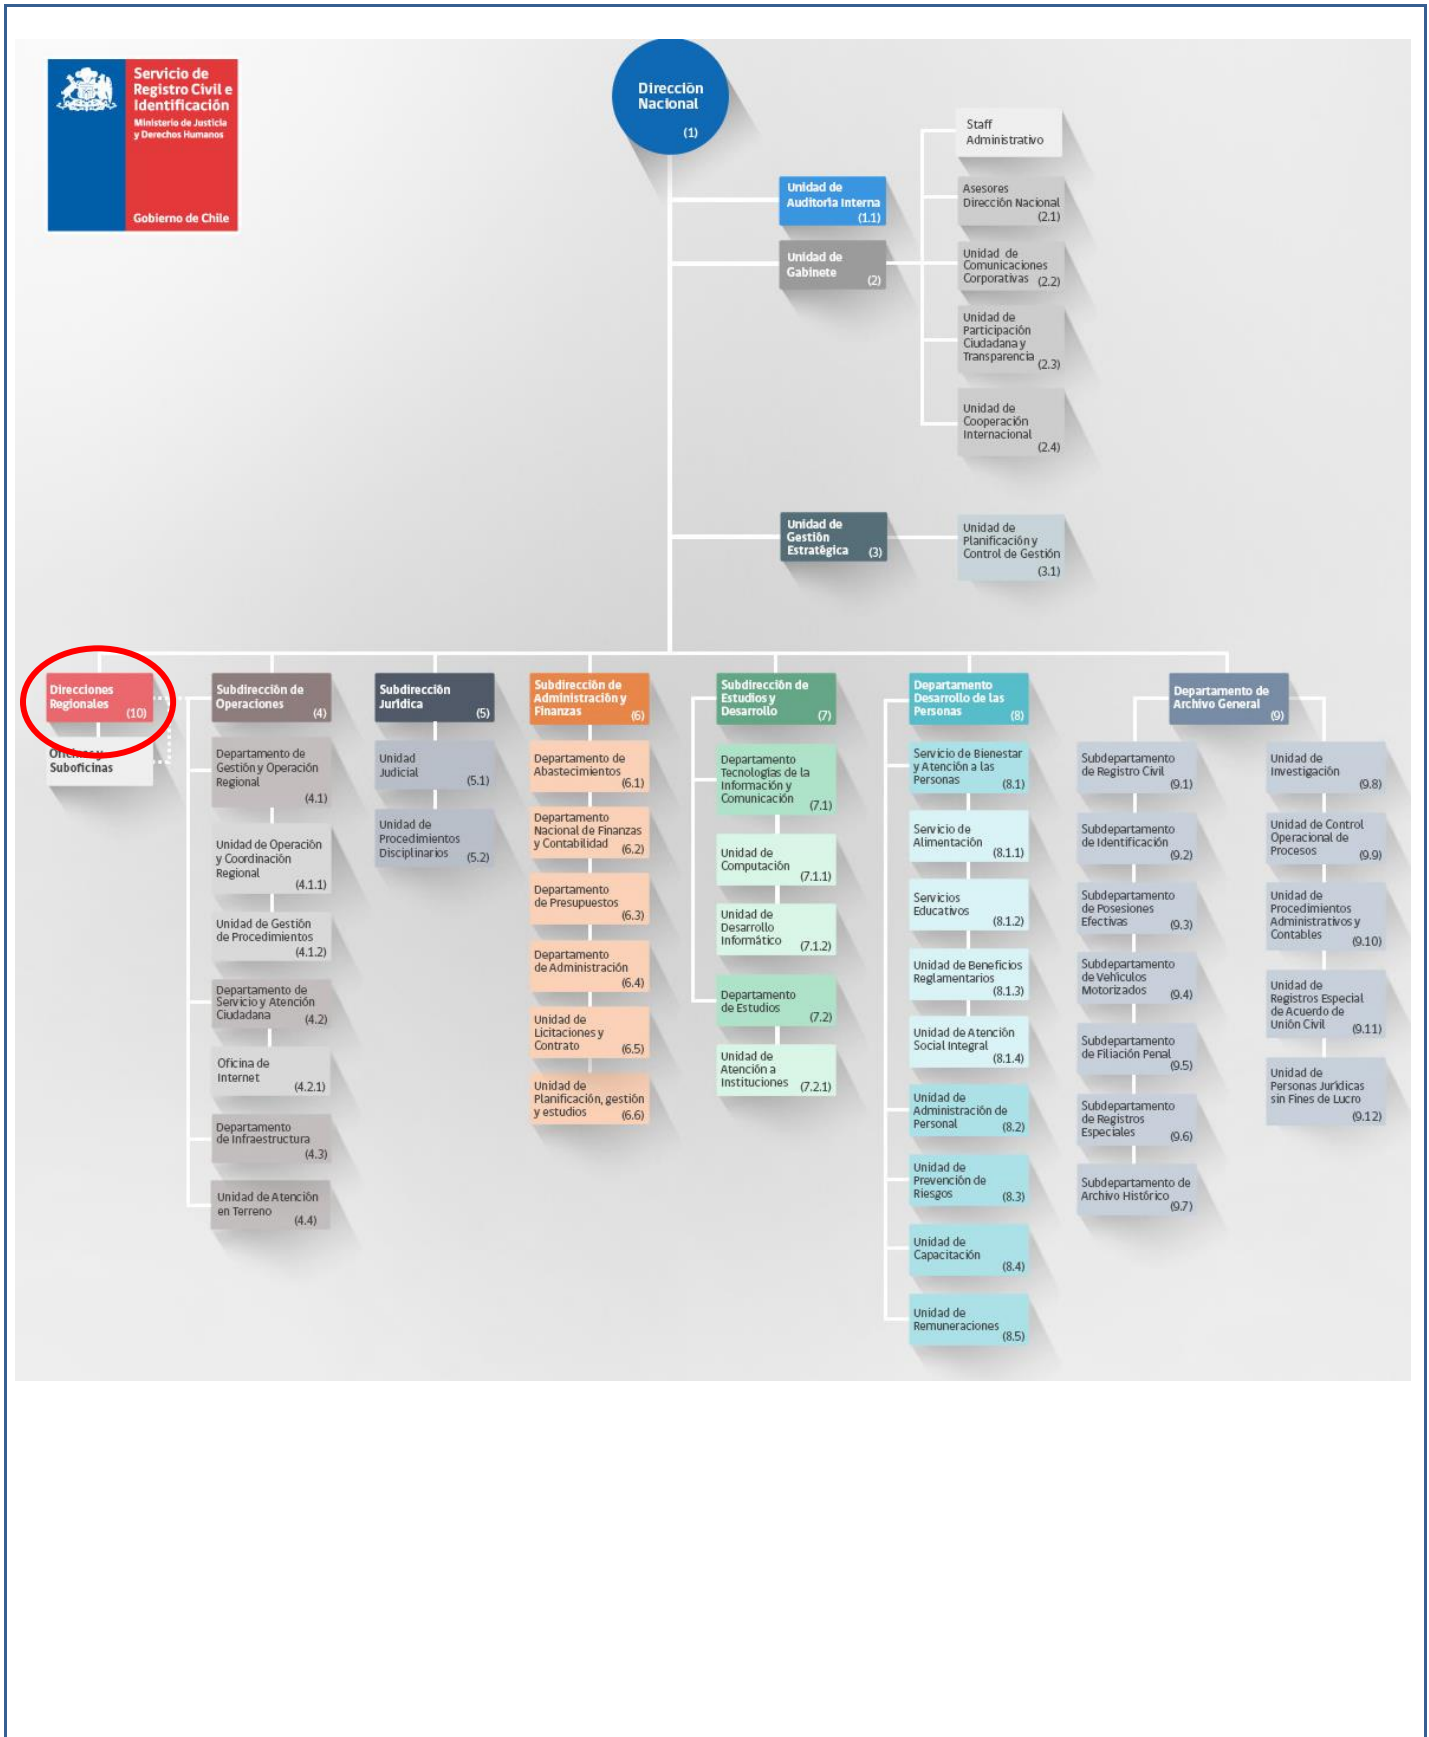 Servicio de
Registro Civil e
Identificación
Ministerio de Justicia
y Derechos Humanos
Gobierno de Chile
Dirección
Nacional
(1)
Unidad de
Auditoría Interna
(1.1)
Unidad de
Gabinete
(2)
Staff
Administrativo
Asesores
Dirección Nacional
(2.1)
Unidad de
Comunicaciones
Corporativas (2.2)
Unidad de
Participación
Ciudadana y
Transparencia
(2.3)
Unidad de
Cooperación
Internacional
(2.4)
Unidad de
Gestión
Estratégica (3)
Unidad de
Planificación y
Control de Gestión
(3.1)
Direcciones
Regionales
(10)
Oficinas y
Suboficinas
Subdirección de
Operaciones (4)
Departamento de
Gestión y Operación
Regional
(4.1)
Unidad de Operación
y Coordinación
Regional
(4.1.1)
Unidad de Gestión
de Procedimientos
(4.1.2)
Departamento de
Servicio y Atención
Ciudadana (4.2)
Oficina de
Internet
(4.2.1)
Departamento
de Infraestructura
(4.3)
Unidad de Atención
en Terreno
(4.4)
Subdirección
Jurídica
(5)
Unidad
Judicial
(5.1)
Unidad de
Procedimientos
Disciplinarios (5.2)
Subdirección de
Administración y
Finanzas (6)
Departamento de
Abastecimientos
(6.1)
Departamento
Nacional de Finanzas
y Contabilidad (6.2)
Departamento
de Presupuestos
(6.3)
Departamento
de Administración
(6.4)
Unidad de
Licitaciones y
Contrato (6.5)
Unidad de
Planificación, gestión
y estudios (6.6)
Subdirección de
Estudios y
Desarrollo (7)
Departamento
Tecnologías de la
Información y
Comunicación
(7.1)
Unidad de
Computación
(7.1.1)
Unidad de
Desarrollo
Informático (7.1.2)
Departamento
de Estudios
(7.2)
Unidad de
Atención a
Instituciones (7.2.1)
Departamento
Desarrollo de las
Personas (8)
Servicio de Bienestar
y Atención a las
Personas (8.1)
Servicio de
Alimentación
(8.1.1)
Servicios
Educativos
(8.1.2)
Unidad de Beneficios
Reglamentarios
(8.1.3)
Unidad de Atención
Social Integral
(8.1.4)
Unidad de
Administración de
Personal (8.2)
Unidad de
Prevención de
Riesgos (8.3)
Unidad de
Capacitación
(8.4)
Unidad de
Remuneraciones
(8.5)
Departamento de
Archivo General
(9)
Subdepartamento
de Registro Civil
(9.1)
Subdepartamento
de Identificación
(9.2)
Subdepartamento
de Posesiones
Efectivas (9.3)
Subdepartamento
de Vehículos
Motorizados (9.4)
Subdepartamento
de Filiación Penal
(9.5)
Subdepartamento
de Registros
Especiales (9.6)
Subdepartamento de
Archivo Histórico
(9.7)
Unidad de
Investigación
(9.8)
Unidad de Control
Operacional de
Procesos (9.9)
Unidad de
Procedimientos
Administrativos y
Contables (9.10)
Unidad de
Registros Especial
de Acuerdo de
Unión Civil (9.11)
Unidad de
Personas Jurídicas
sin Fines de Lucro
(9.12)